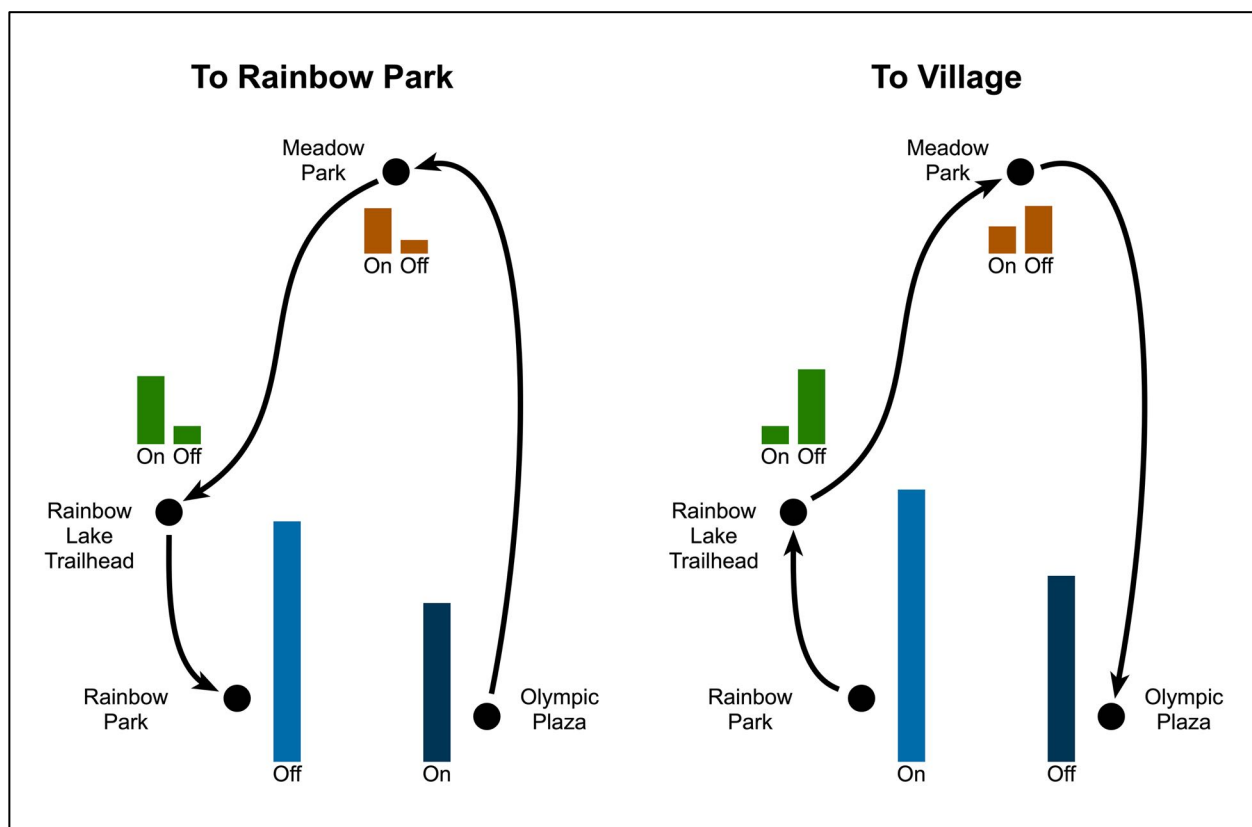 To Rainbow Park
Meadow
Park
On Off
On Off
Rainbow
Lake
Trailhead
Rainbow
Park
Olympic
Plaza
Off
On
To Village
Meadow
Park
On Off
On Off
Rainbow
Lake
Trailhead
Rainbow
Park
Olympic
Plaza
On
Off